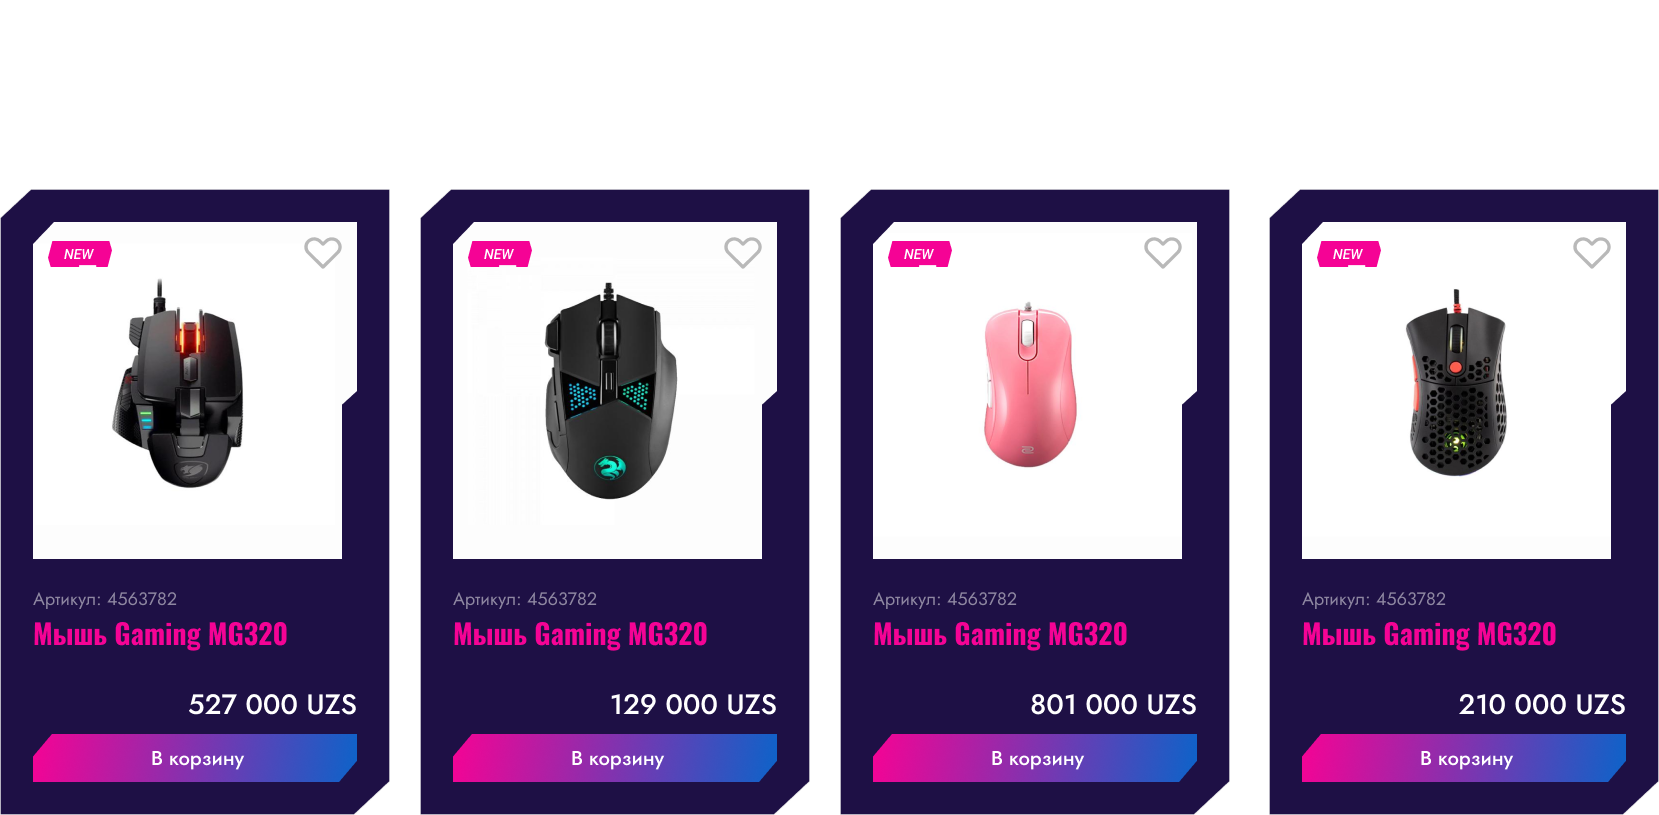 NEW
Артикул: 4563782
Мышь Gaming MG320
527 000 UZS
В корзину
NEW
Артикул: 4563782
Мышь Gaming MG320
129 000 UZS
В корзину
NEW
Артикул: 4563782
Мышь Gaming MG320
801 000 UZS
В корзину
NEW
Артикул: 4563782
Мышь Gaming MG320
210 000 UZS
В корзину